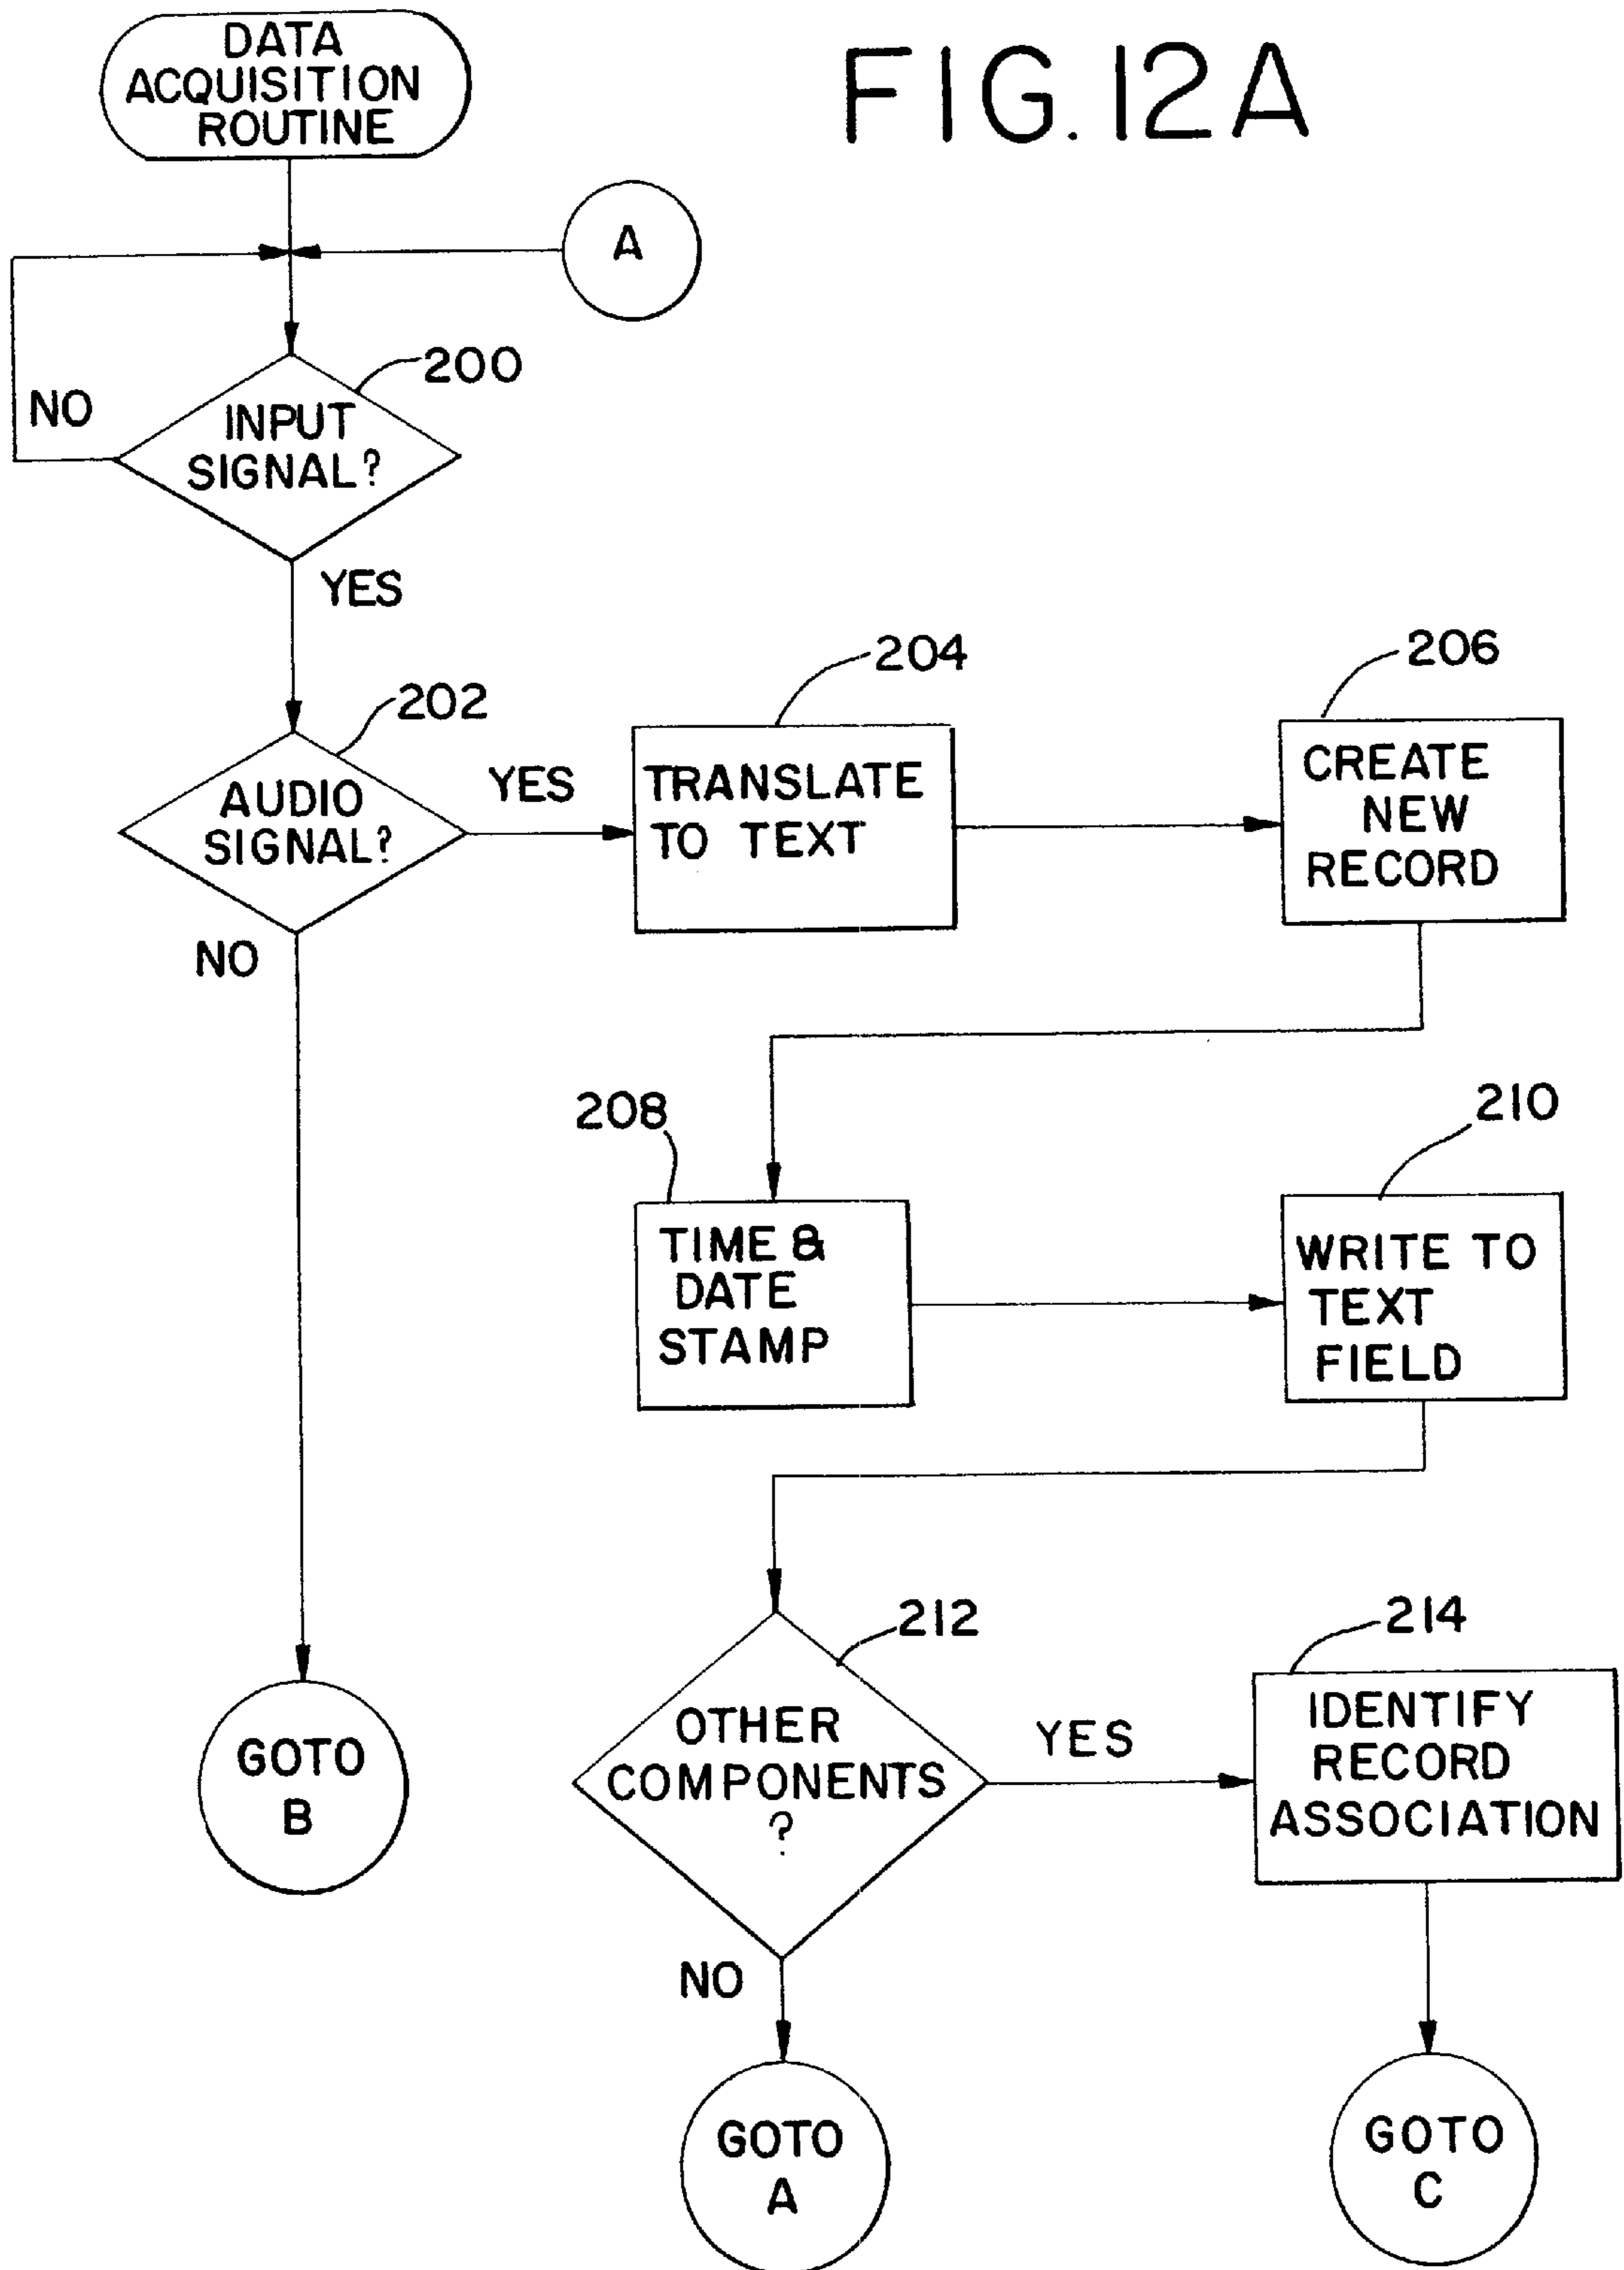 FIG. 12A
DATA
ACQUISITION
ROUTINE
A
200
NO
INPUT
SIGNAL?
YES
202
AUDIO
SIGNAL?
YES
NO
204
TRANSLATE
TO TEXT
206
CREATE
NEW
RECORD
208
TIME &
DATE
STAMP
210
WRITE TO
TEXT
FIELD
212
OTHER
COMPONENTS
?
YES
NO
214
IDENTIFY
RECORD
ASSOCIATION
GOTO
B
GOTO
A
GOTO
C